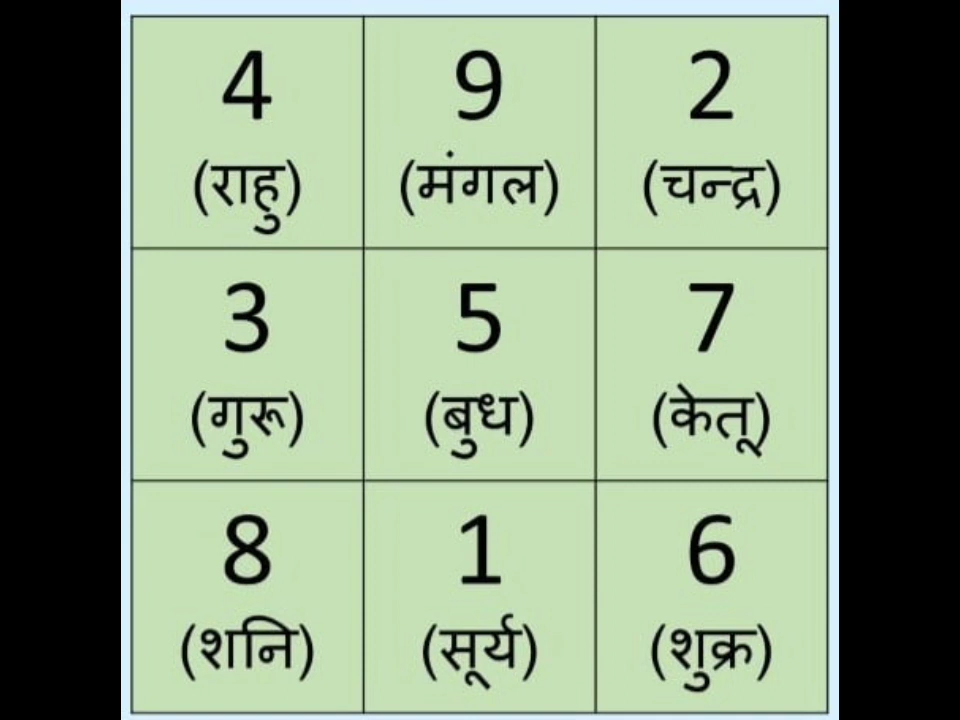 4 9 2
(राहु) (मंगल) (चन्द्र)
3 5 7
(गुरू) (बुध) (केतू)
8 1 6
(शनि) (सूर्य) (शुक्र)